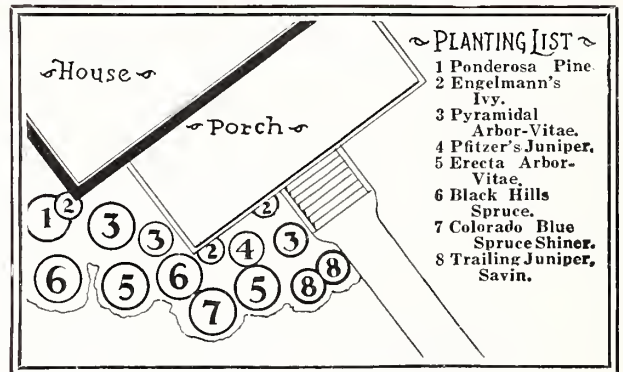 House
Porch
PLANTING LIST
1 Ponderosa Pine
2 Engelmann's
Ivy.
3 Pyramidal
Arbor-Vitae.
4 Pfitzer's Juniper.
5 Erecta Arbor-
Vitae.
6 Black Hills
Spruce.
7 Colorado Blue
Spruce Shiner.
8 Trailing Juniper,
Savin.
1 2 3 3 2 4 3 2
6 5 6 7 5 8 8